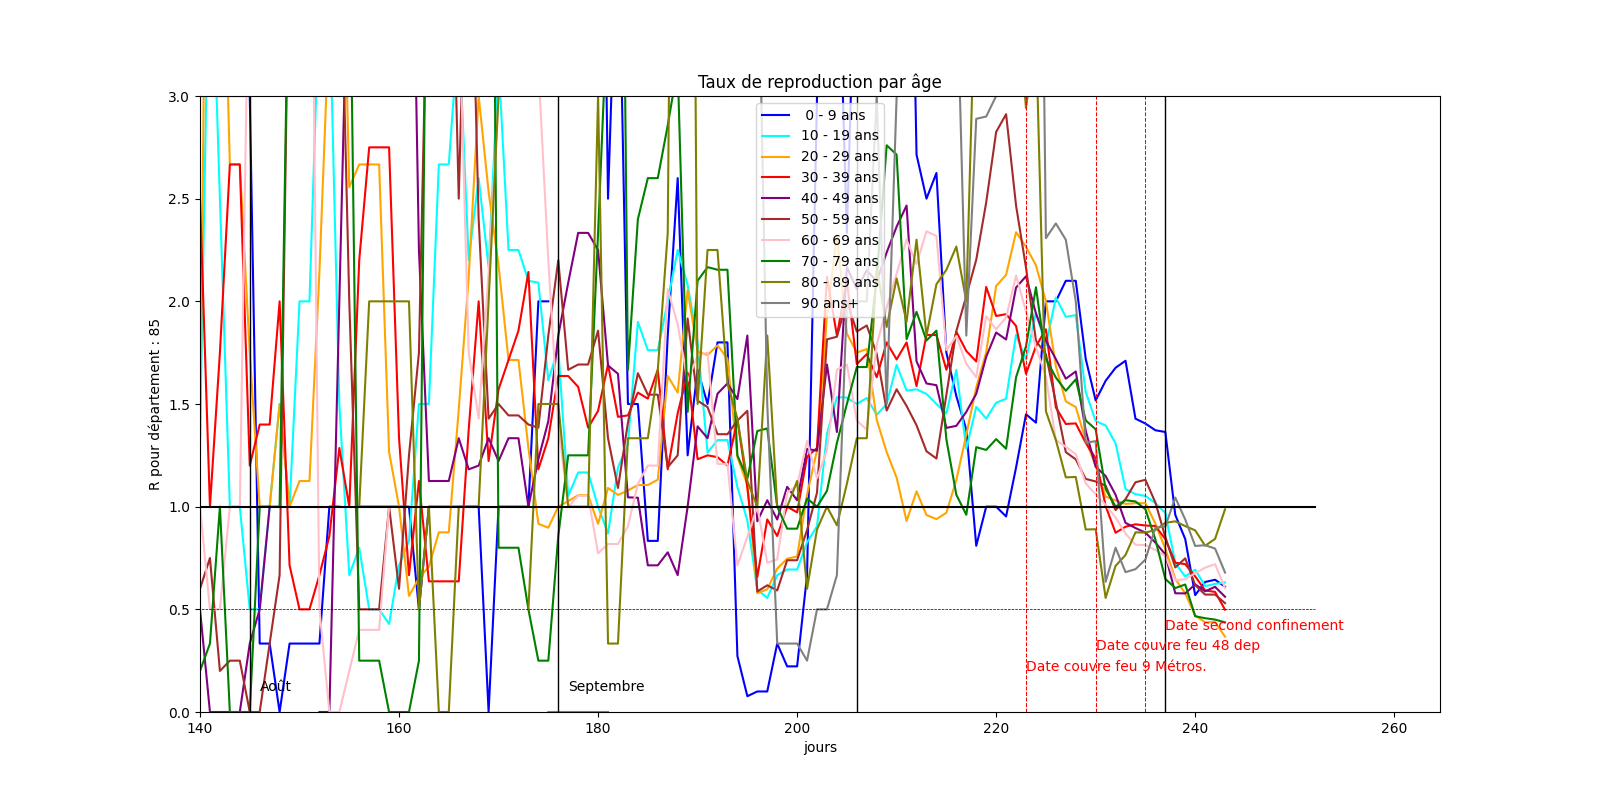 Taux de reproduction par âge
R pour département : 85
3.0
2.5
2.0
1.5
1.0
0.5
0.0
0 - 9 ans
10 - 19 ans
20 - 29 ans
30 - 39 ans
40 - 49 ans
50 - 59 ans
60 - 69 ans
70 - 79 ans
80 - 89 ans
90 ans+
Date second confinement
Date couvre feu 48 dep
Date couvre feu 9 Métros.
Août
Septembre
140 160 180 200 220 240 260
jours